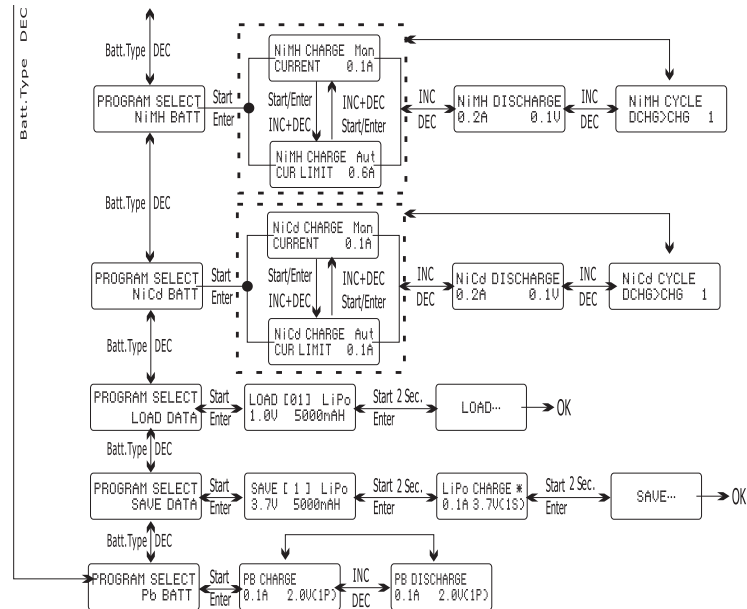 Batt.Type DEC
Batt.Type DEC
NiMH CHARGE Man
CURRENT 0.1A
PROGRAM SELECT
NiMH BATT
Start
Enter
Start/Enter
INC+DEC
INC+DEC
Start/Enter
NiMH CHARGE Aut
CUR LIMIT 0.6A
INC
DEC
NiMH DISCHARGE
0.2A 0.1V
INC
DEC
NiMH CYCLE
DCHG>CHG 1
Batt.Type DEC
NiCd CHARGE Man
CURRENT 0.1A
PROGRAM SELECT
NiCd BATT
Start
Enter
Start/Enter
INC+DEC
INC+DEC
Start/Enter
NiCd CHARGE Aut
CUR LIMIT 0.1A
INC
DEC
NiCd DISCHARGE
0.2A 0.1V
INC
DEC
NiCd CYCLE
DCHG>CHG 1
Batt.Type DEC
PROGRAM SELECT
LOAD DATA
Start
Enter
LOAD [01] LiPo
1.0V 5000mAH
Start 2 Sec.
Enter
LOAD...
OK
Batt.Type DEC
PROGRAM SELECT
SAVE DATA
Start
Enter
SAVE [ 1 ] LiPo
3.7V 5000mAH
Start 2 Sec.
Enter
LiPo CHARGE *
0.1A 3.7V(1S)
Start 2 Sec.
Enter
SAVE...
OK
Batt.Type DEC
PROGRAM SELECT
Pb BATT
Start
Enter
PB CHARGE
0.1A 2.0V(1P)
INC
DEC
PB DISCHARGE
0.1A 2.0V(1P)